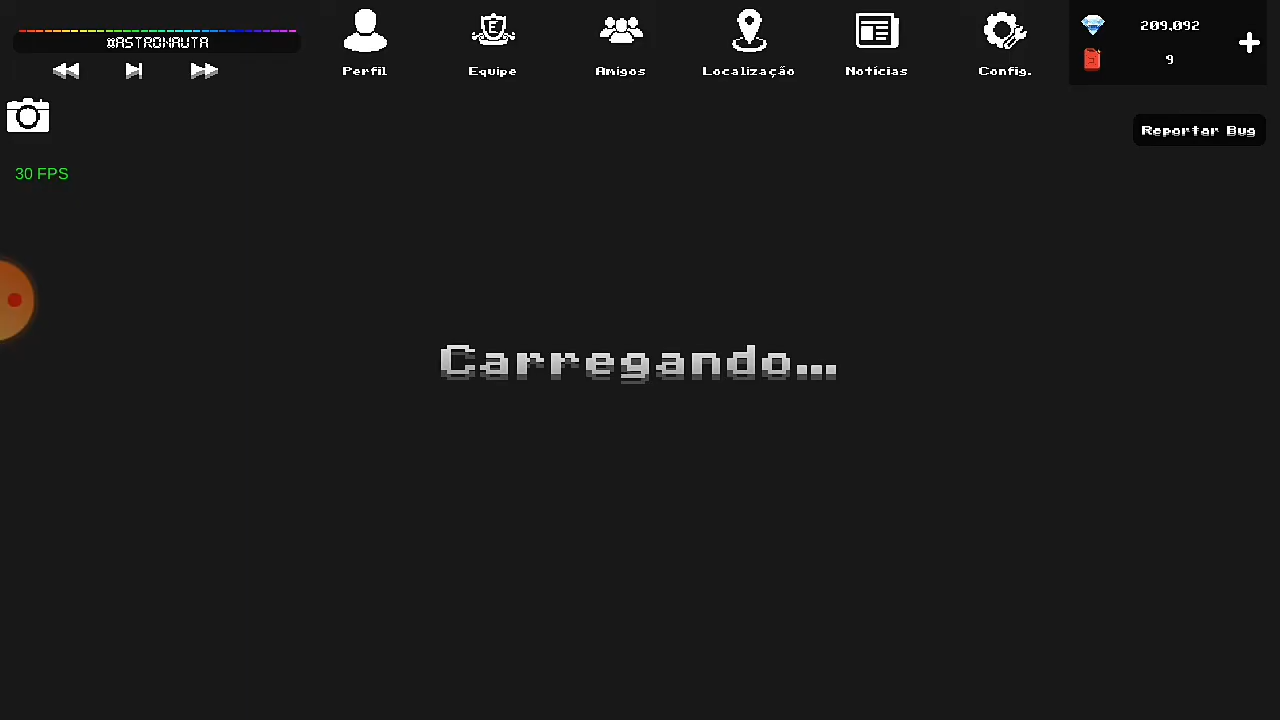 @ASTRONAUTA
Perfil
Equipe
Amigos
Localização
Notícias
Config.
209,092
9
Reportar Bug
30 FPS
Carregando...